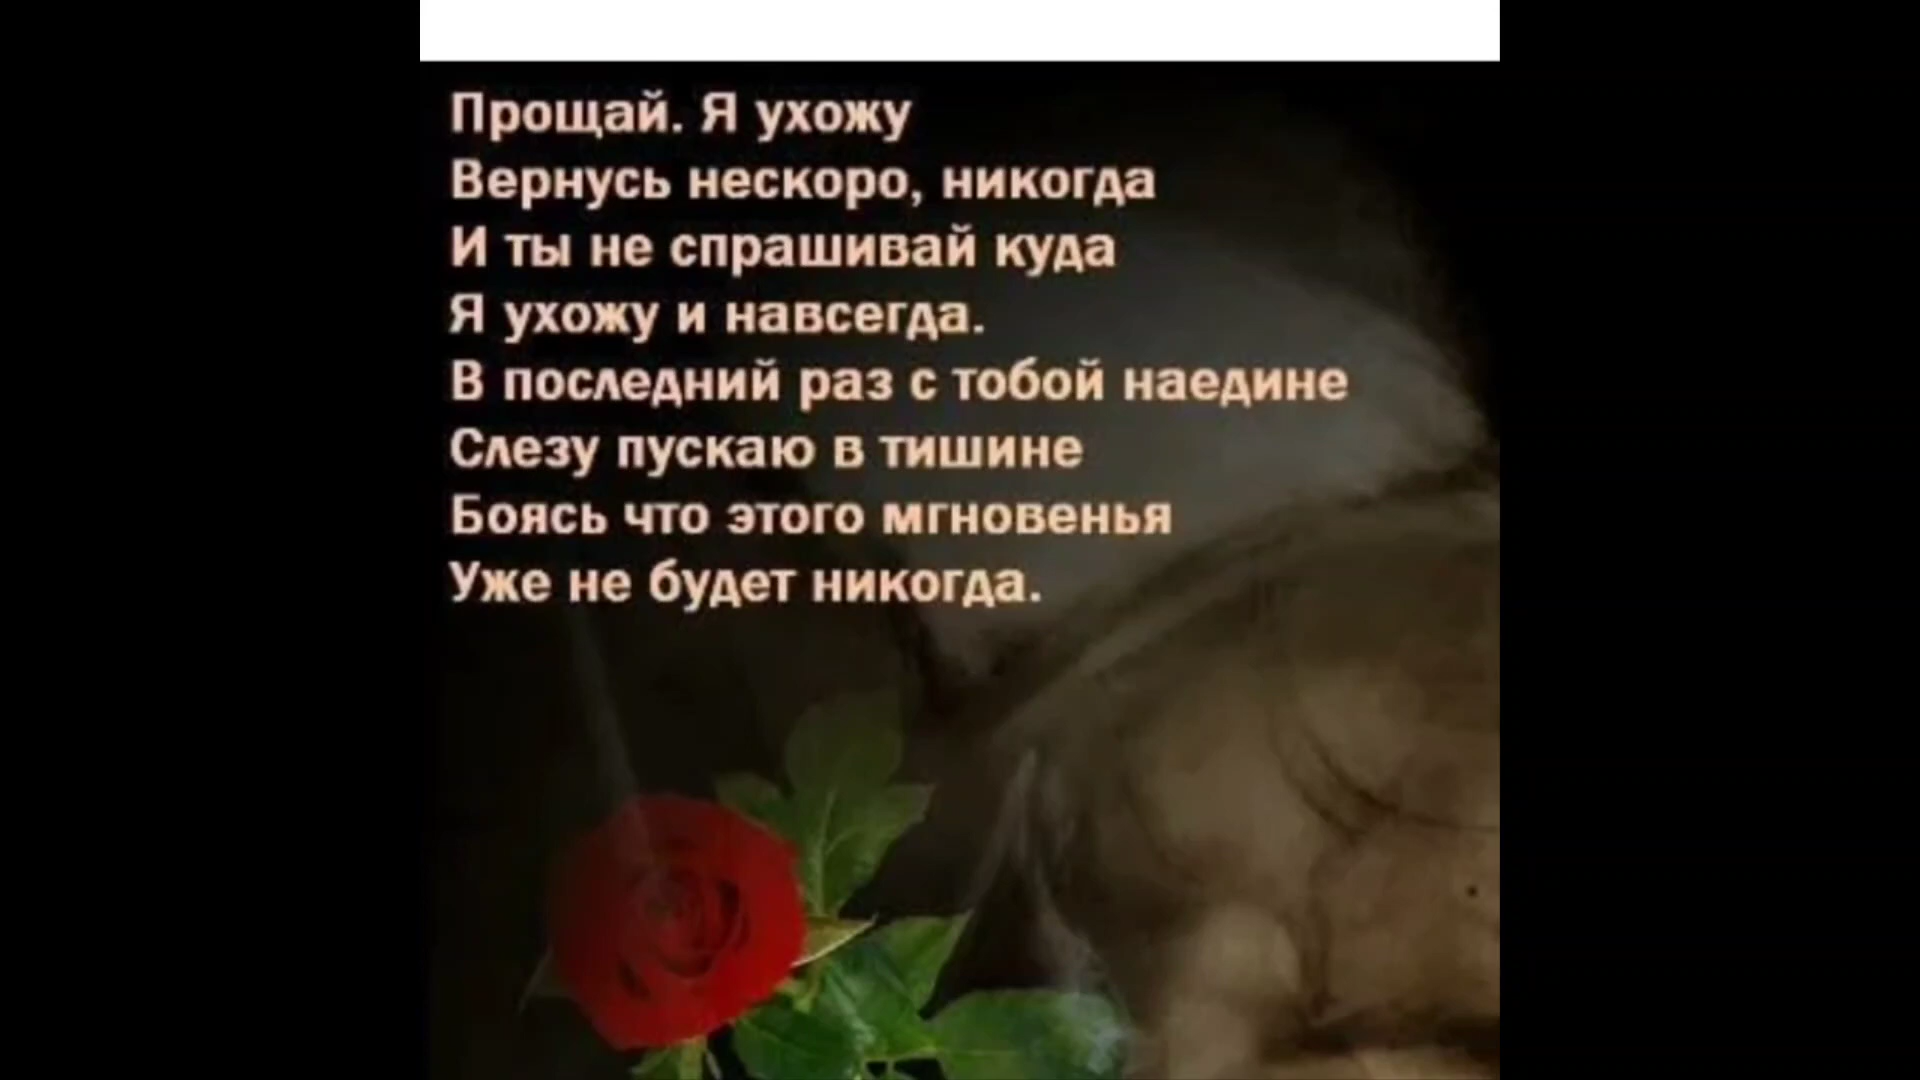 Прощай. Я ухожу
Вернусь нескоро, никогда
И ты не спрашивай куда
Я ухожу и навсегда.
В последний раз с тобой наедине
Слезу пускаю в тишине
Боясь что этого мгновенья
Уже не будет никогда.